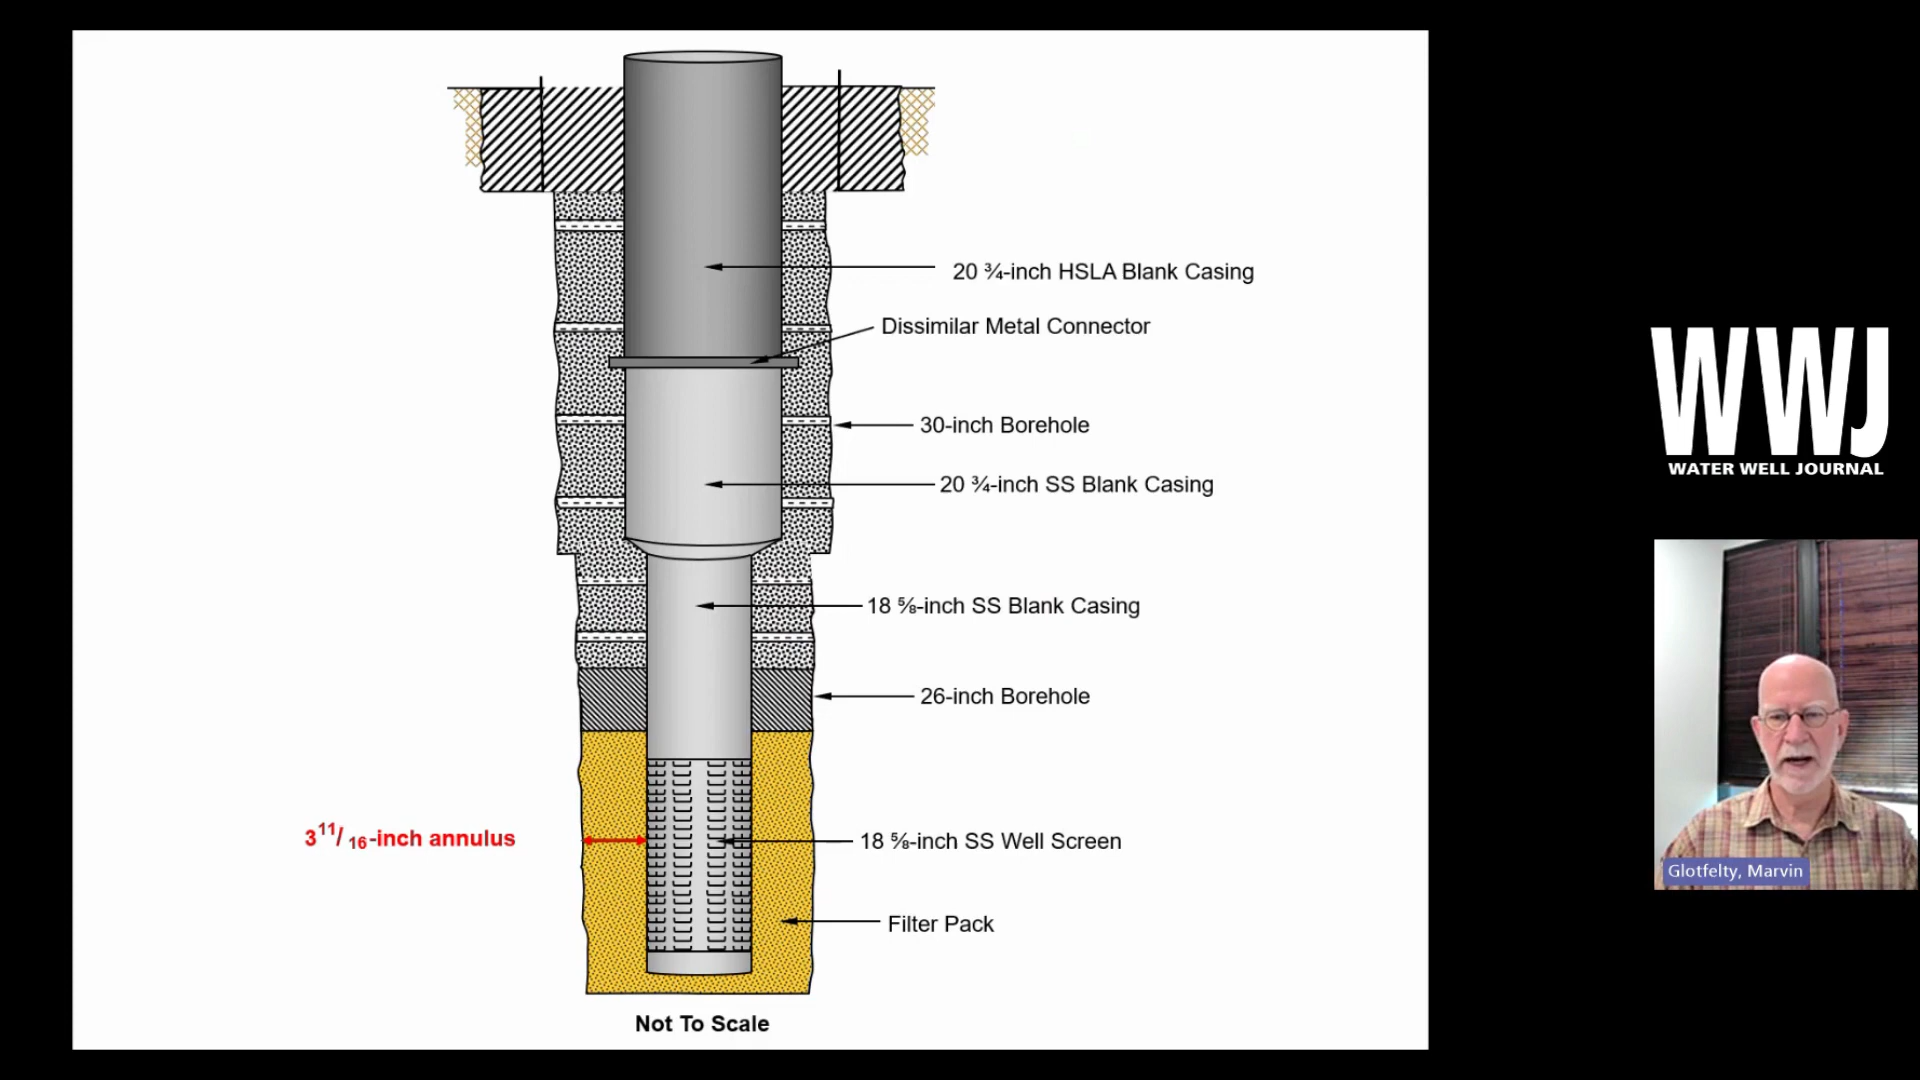 20 ¾-inch HSLA Blank Casing
Dissimilar Metal Connector
30-inch Borehole
20 ¾-inch SS Blank Casing
18 ⅝-inch SS Blank Casing
26-inch Borehole
3 11/16-inch annulus
18 ⅝-inch SS Well Screen
Filter Pack
Not To Scale
WWJ
WATER WELL JOURNAL
Glotfelty, Marvin